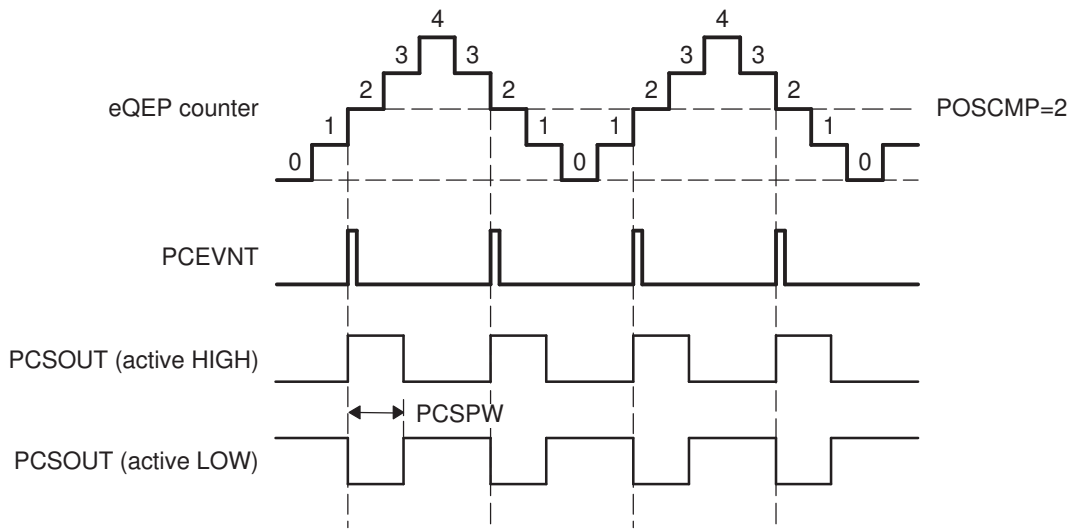 4 4
3 3 3 3
2 2 2 2
eQEP counter POSCMP=2
1 1 1 1
0 0 0
PCEVNT
PCSOUT (active HIGH)
PCSPW
PCSOUT (active LOW)